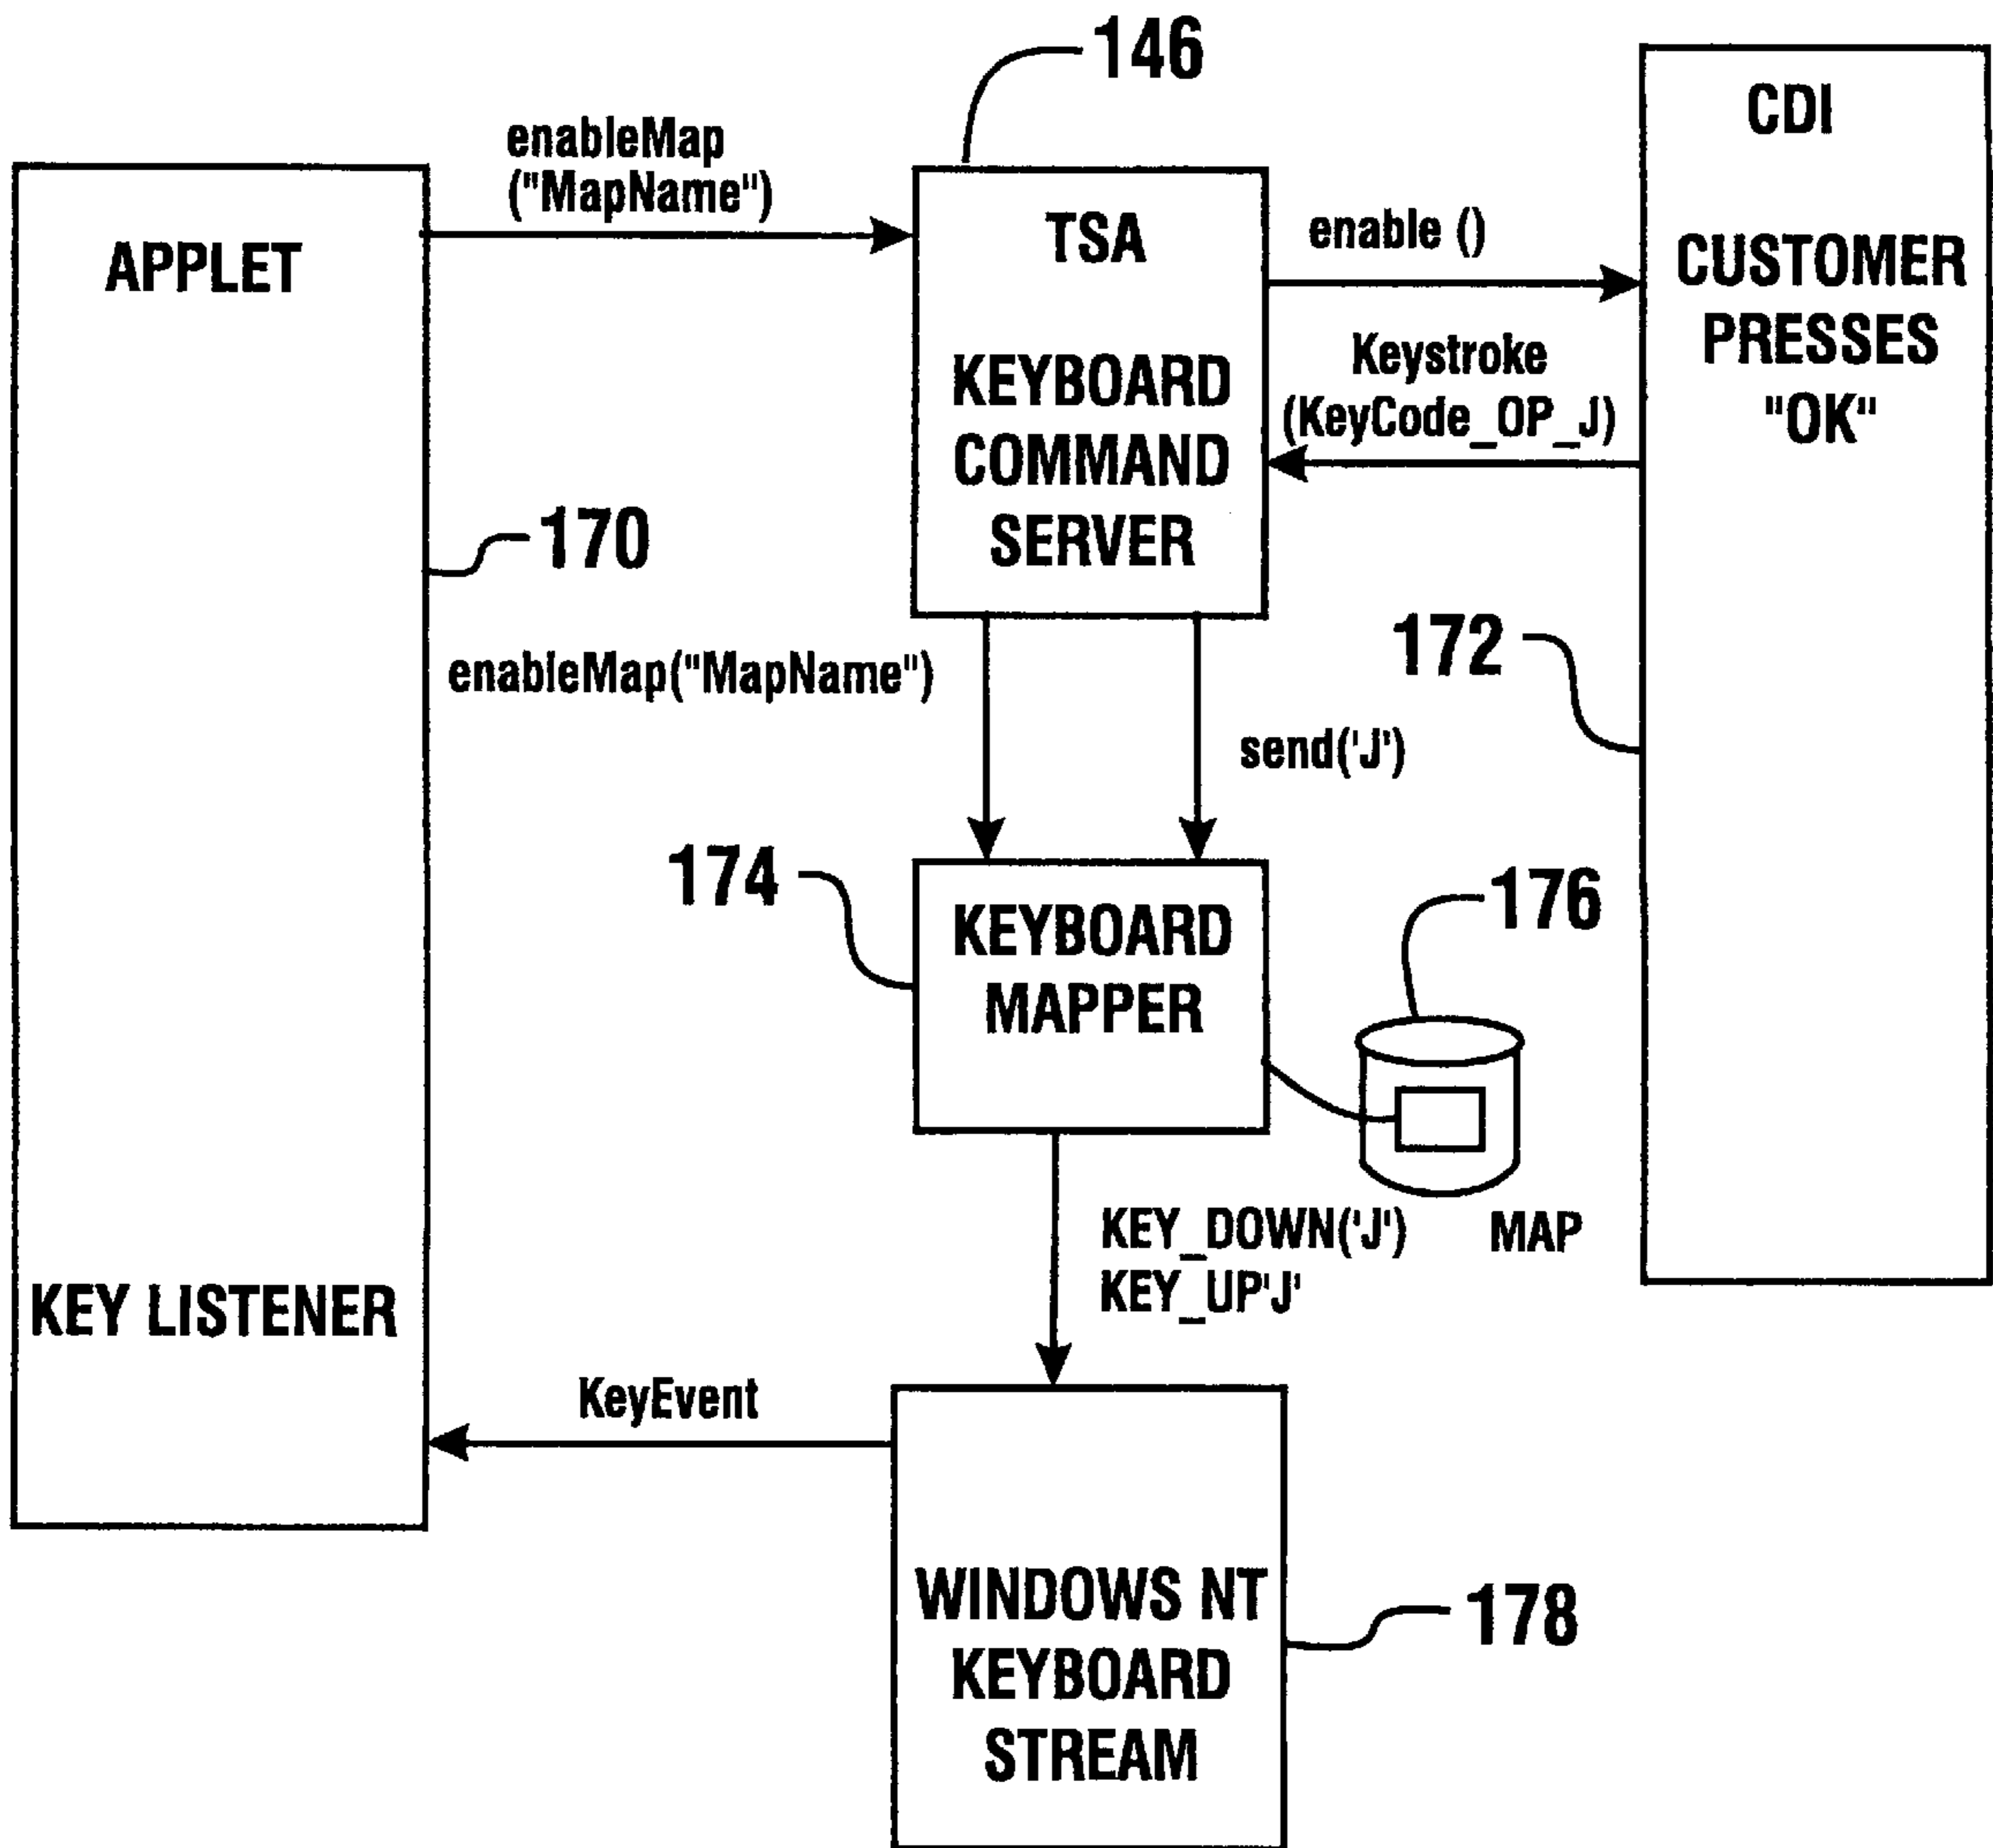 146
CDI
CUSTOMER
PRESSES
"OK"
enableMap
("MapName")
APPLET
TSA
KEYBOARD
COMMAND
SERVER
enable ()
Keystroke
(KeyCode_OP_J)
170
172
enableMap("MapName")
send('J')
174
KEYBOARD
MAPPER
176
MAP
KEY_DOWN('J')
KEY_UP'J'
KEY LISTENER
KeyEvent
WINDOWS NT
KEYBOARD
STREAM
178